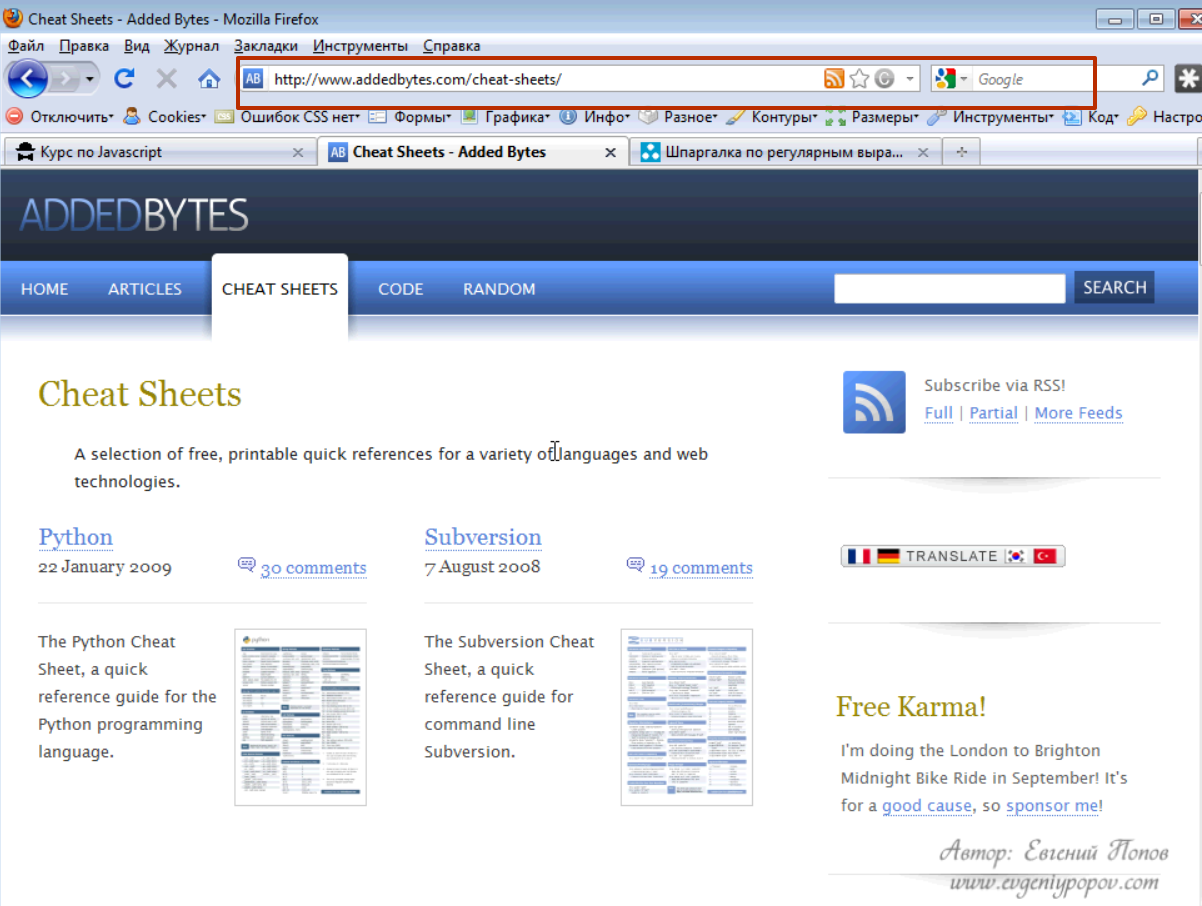 Cheat Sheets - Added Bytes - Mozilla Firefox
Файл Правка Вид Журнал Закладки Инструменты Справка
AB http://www.addedbytes.com/cheat-sheets/ Google
Отключить Cookies Ошибок CSS нет Формы Графика Инфо Разное Контуры Размеры Инструменты Код Настро
Курс по Javascript
AB Cheat Sheets - Added Bytes
Шпаргалка по регулярным выра...
ADDEDBYTES
HOME ARTICLES CHEAT SHEETS CODE RANDOM SEARCH
Cheat Sheets
A selection of free, printable quick references for a variety of languages and web
technologies.
Python
22 January 2009 30 comments
The Python Cheat
Sheet, a quick
reference guide for the
Python programming
language.
python
Subversion
7 August 2008 19 comments
The Subversion Cheat
Sheet, a quick
reference guide for
command line
Subversion.
SUBVERSION
Subscribe via RSS!
Full | Partial | More Feeds
TRANSLATE
Free Karma!
I'm doing the London to Brighton
Midnight Bike Ride in September! It's
for a good cause, so sponsor me!
Автор: Евгений Попов
www.evgeniypopov.com